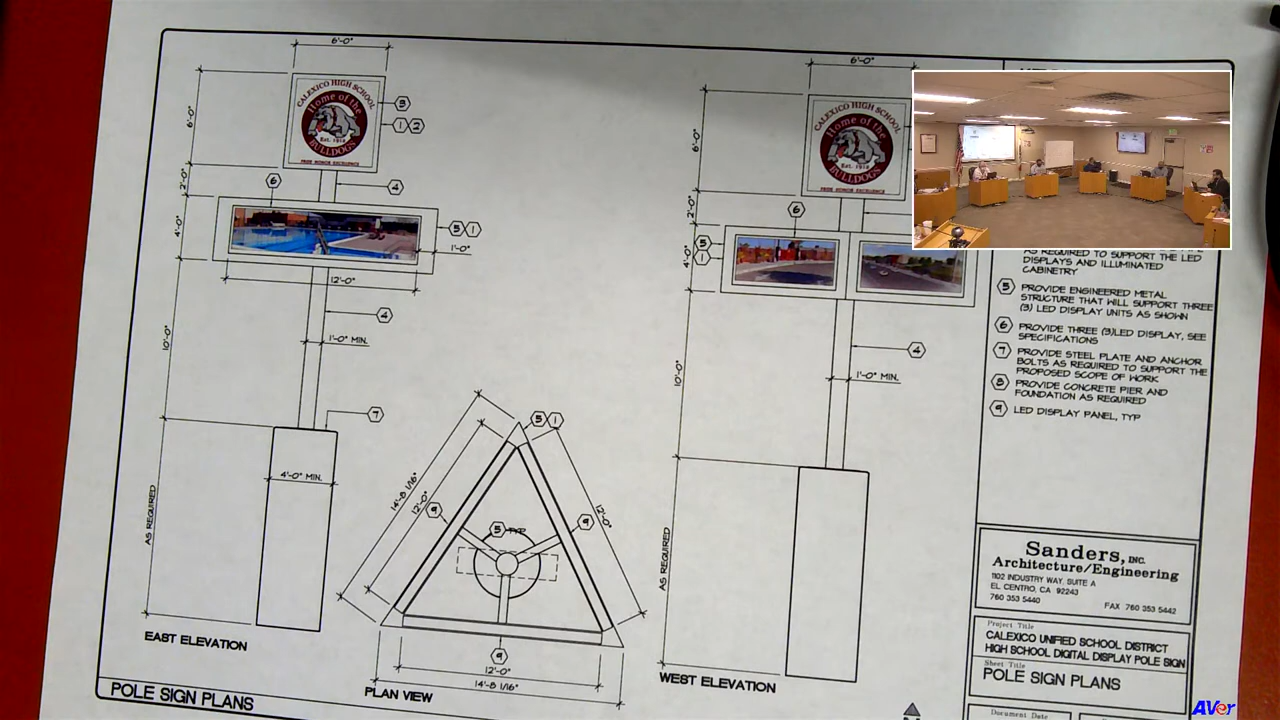 6'-0"
6'-0"
CALEXICO HIGH SCHOOL
Home of the
Est. 1912
BULLDOGS
PRIDE HONOR EXCELLENCE
3
1 2
2'-0"
6
4
4'-0"
5 1
1'-0"
12'-0"
4
10'-0"
1'-0" MIN.
7
4'-0" MIN.
AS REQUIRED
EAST ELEVATION
5 1
14'-8 1/16"
12'-0"
9
5
TYP
9
12'-0"
9
12'-0"
14'-8 1/16"
PLAN VIEW
6'-0"
6'-0"
CALEXICO HIGH SCHOOL
Home of the
BULLDOGS
PRIDE HONOR EXCELLENCE
2'-0"
6
4'-0"
5
1
10'-0"
4
1'-0" MIN.
AS REQUIRED
WEST ELEVATION
POLE SIGN PLANS
AS REQUIRED TO SUPPORT THE LED
DISPLAYS AND ILLUMINATED
CABINETRY
5 PROVIDE ENGINEERED METAL
STRUCTURE THAT WILL SUPPORT THREE
(3) LED DISPLAY UNITS AS SHOWN
6 PROVIDE THREE (3)LED DISPLAY, SEE
SPECIFICATIONS
7 PROVIDE STEEL PLATE AND ANCHOR
BOLTS AS REQUIRED TO SUPPORT THE
PROPOSED SCOPE OF WORK
8 PROVIDE CONCRETE PIER AND
FOUNDATION AS REQUIRED
9 LED DISPLAY PANEL, TYP
Sanders, INC.
Architecture/Engineering
1102 INDUSTRY WAY, SUITE A
EL CENTRO, CA 92243
760 353 5440 FAX 760 353 5442
Project Title
CALEXICO UNIFIED SCHOOL DISTRICT
HIGH SCHOOL DIGITAL DISPLAY POLE SIGN
Sheet Title
POLE SIGN PLANS
Document Date
AVer